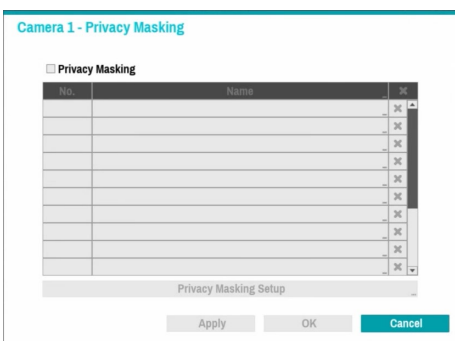 Camera 1 - Privacy Masking
Privacy Masking
No. Name
Privacy Masking Setup
Apply OK Cancel